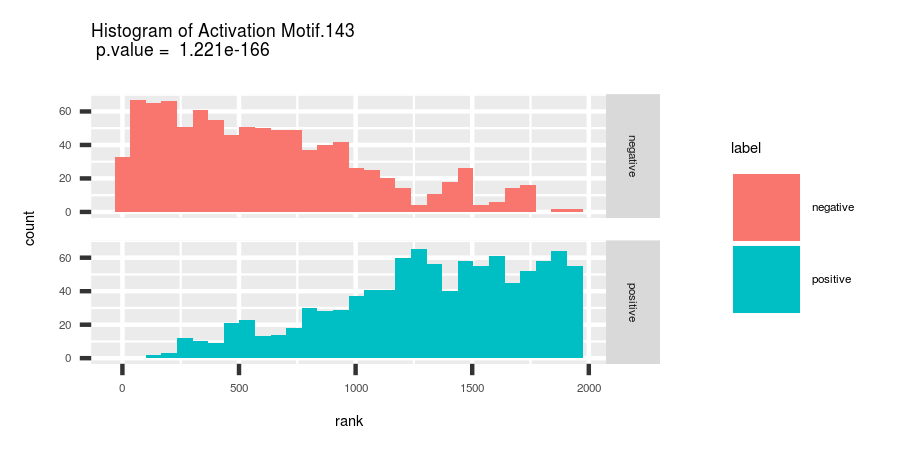 Histogram of Activation Motif.143
p.value = 1.221e-166
count
60
40
20
0
negative
60
40
20
0
positive
0
500
1000
1500
2000
rank
label
negative
positive